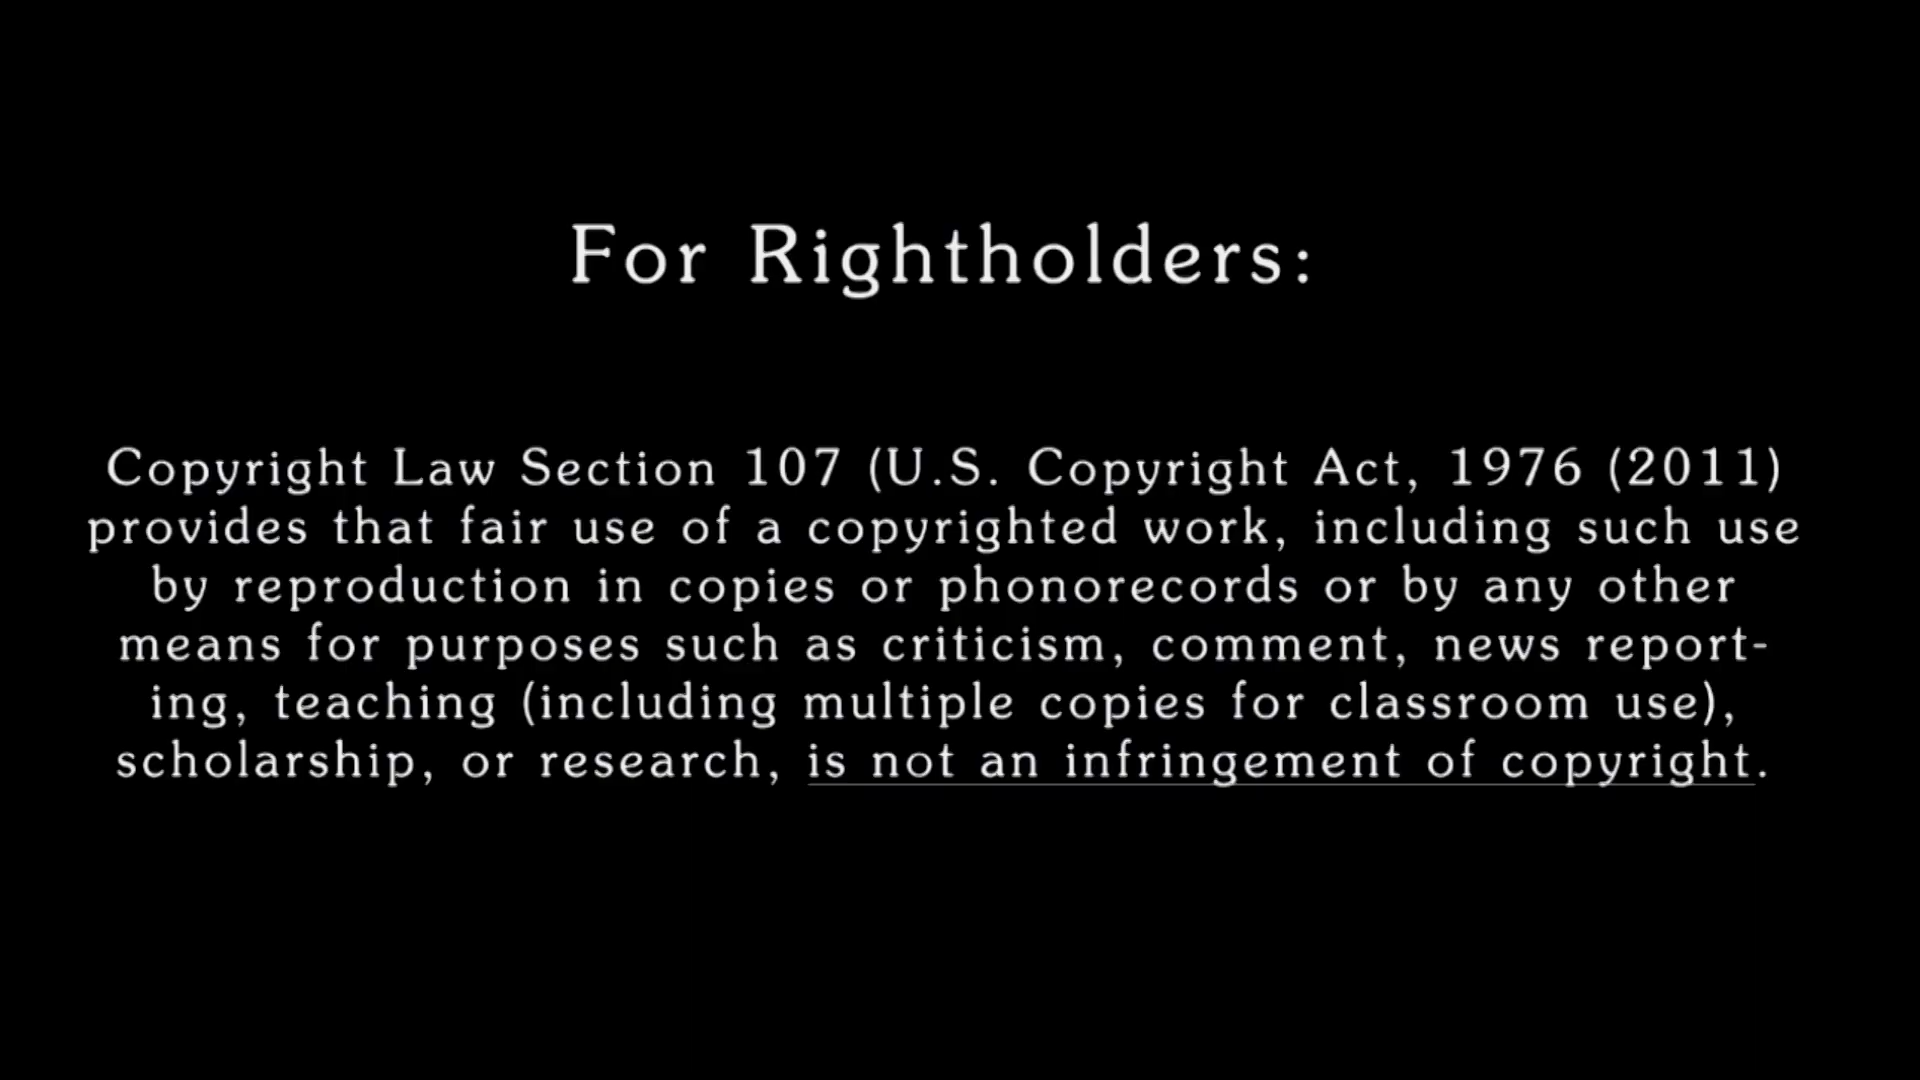 For Rightholders:
Copyright Law Section 107 (U.S. Copyright Act, 1976 (2011)
provides that fair use of a copyrighted work, including such use
by reproduction in copies or phonorecords or by any other
means for purposes such as criticism, comment, news report-
ing, teaching (including multiple copies for classroom use),
scholarship, or research, is not an infringement of copyright.